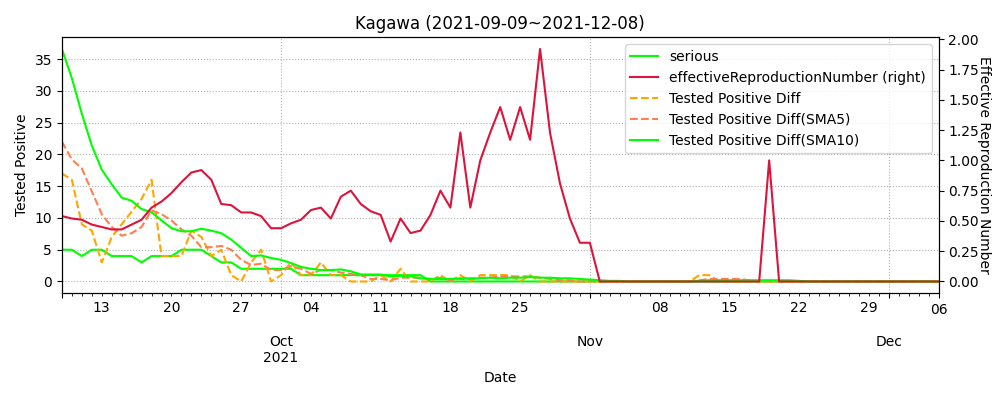 Kagawa (2021-09-09~2021-12-08)
Tested Positive
35
30
25
20
15
10
5
0
serious
effectiveReproductionNumber (right)
Tested Positive Diff
Tested Positive Diff(SMA5)
Tested Positive Diff(SMA10)
2.00
1.75
1.50
1.25
1.00
0.75
0.50
0.25
0.00
Effective Reproduction Number
13 20 27 04 11 18 25 08 15 22 29 06
Oct Nov Dec
2021
Date